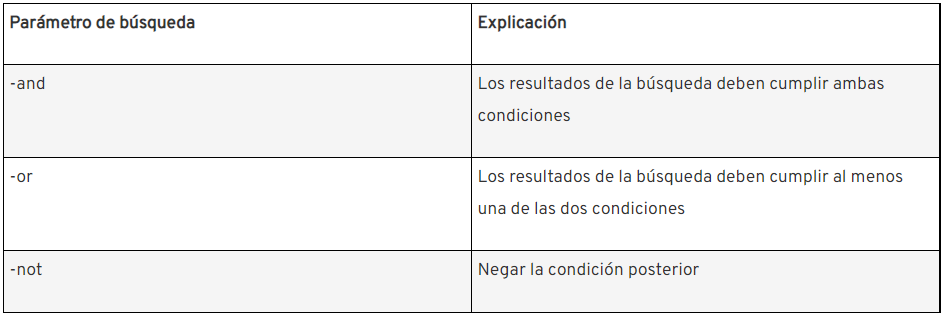 Parámetro de búsqueda
Explicación
-and
Los resultados de la búsqueda deben cumplir ambas
condiciones
-or
Los resultados de la búsqueda deben cumplir al menos
una de las dos condiciones
-not
Negar la condición posterior